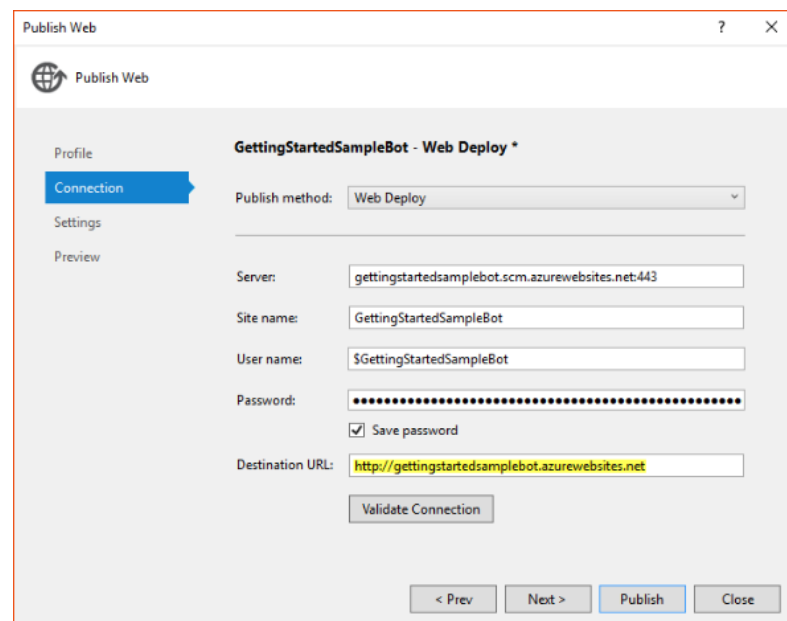 Publish Web
? ×
Publish Web
Profile
Connection
Settings
Preview
GettingStartedSampleBot - Web Deploy *
Publish method: Web Deploy
Server: gettingstartedsamplebot.scm.azurewebsites.net:443
Site name: GettingStartedSampleBot
User name: $GettingStartedSampleBot
Password: ••••••••••••••••••••••••••••••••••••••••••••••••••
Save password
Destination URL: http://gettingstartedsamplebot.azurewebsites.net
Validate Connection
< Prev Next > Publish Close